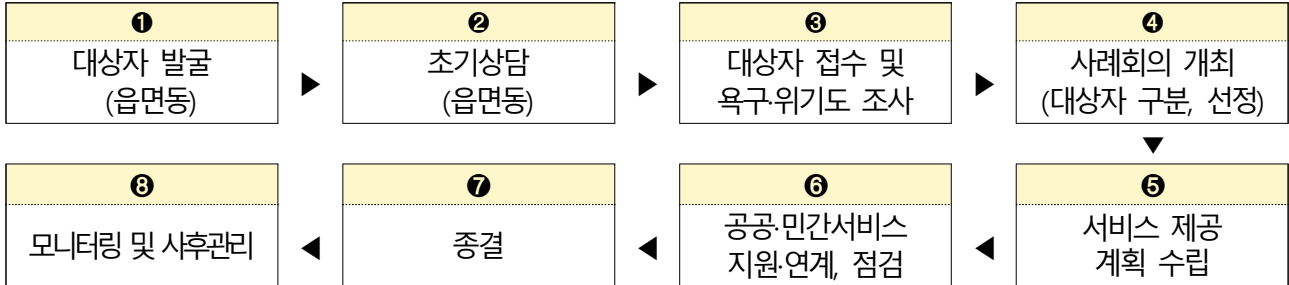 ❶
대상자 발굴
(읍면동)
▶
❷
초기상담
(읍면동)
▶
❸
대상자 접수 및
욕구·위기도 조사
▶
❹
사례회의 개최
(대상자 구분, 선정)
▼
❺
서비스 제공
계획 수립
◀
❻
공공·민간서비스
지원·연계, 점검
◀
❼
종결
◀
❽
모니터링 및 사후관리